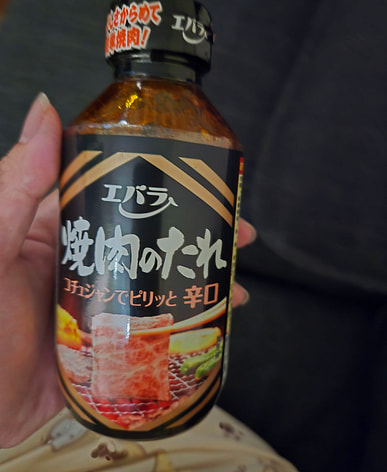 からめて
焼肉!
エバラ
エバラ
焼肉のたれ
コチュジャンでピリッと 辛口